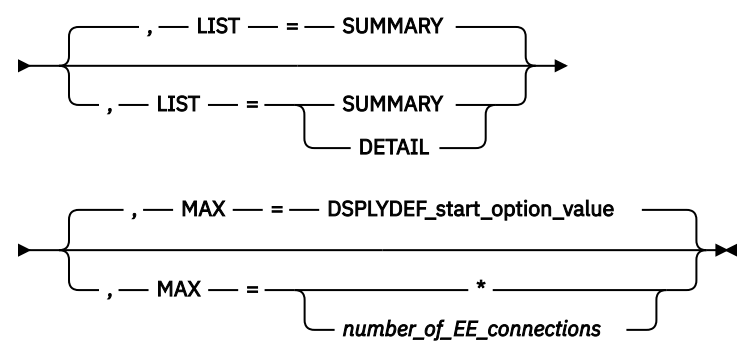 , LIST = SUMMARY
, LIST = SUMMARY
DETAIL
, MAX = DSPLYDEF_start_option_value
, MAX = *
number_of_EE_connections